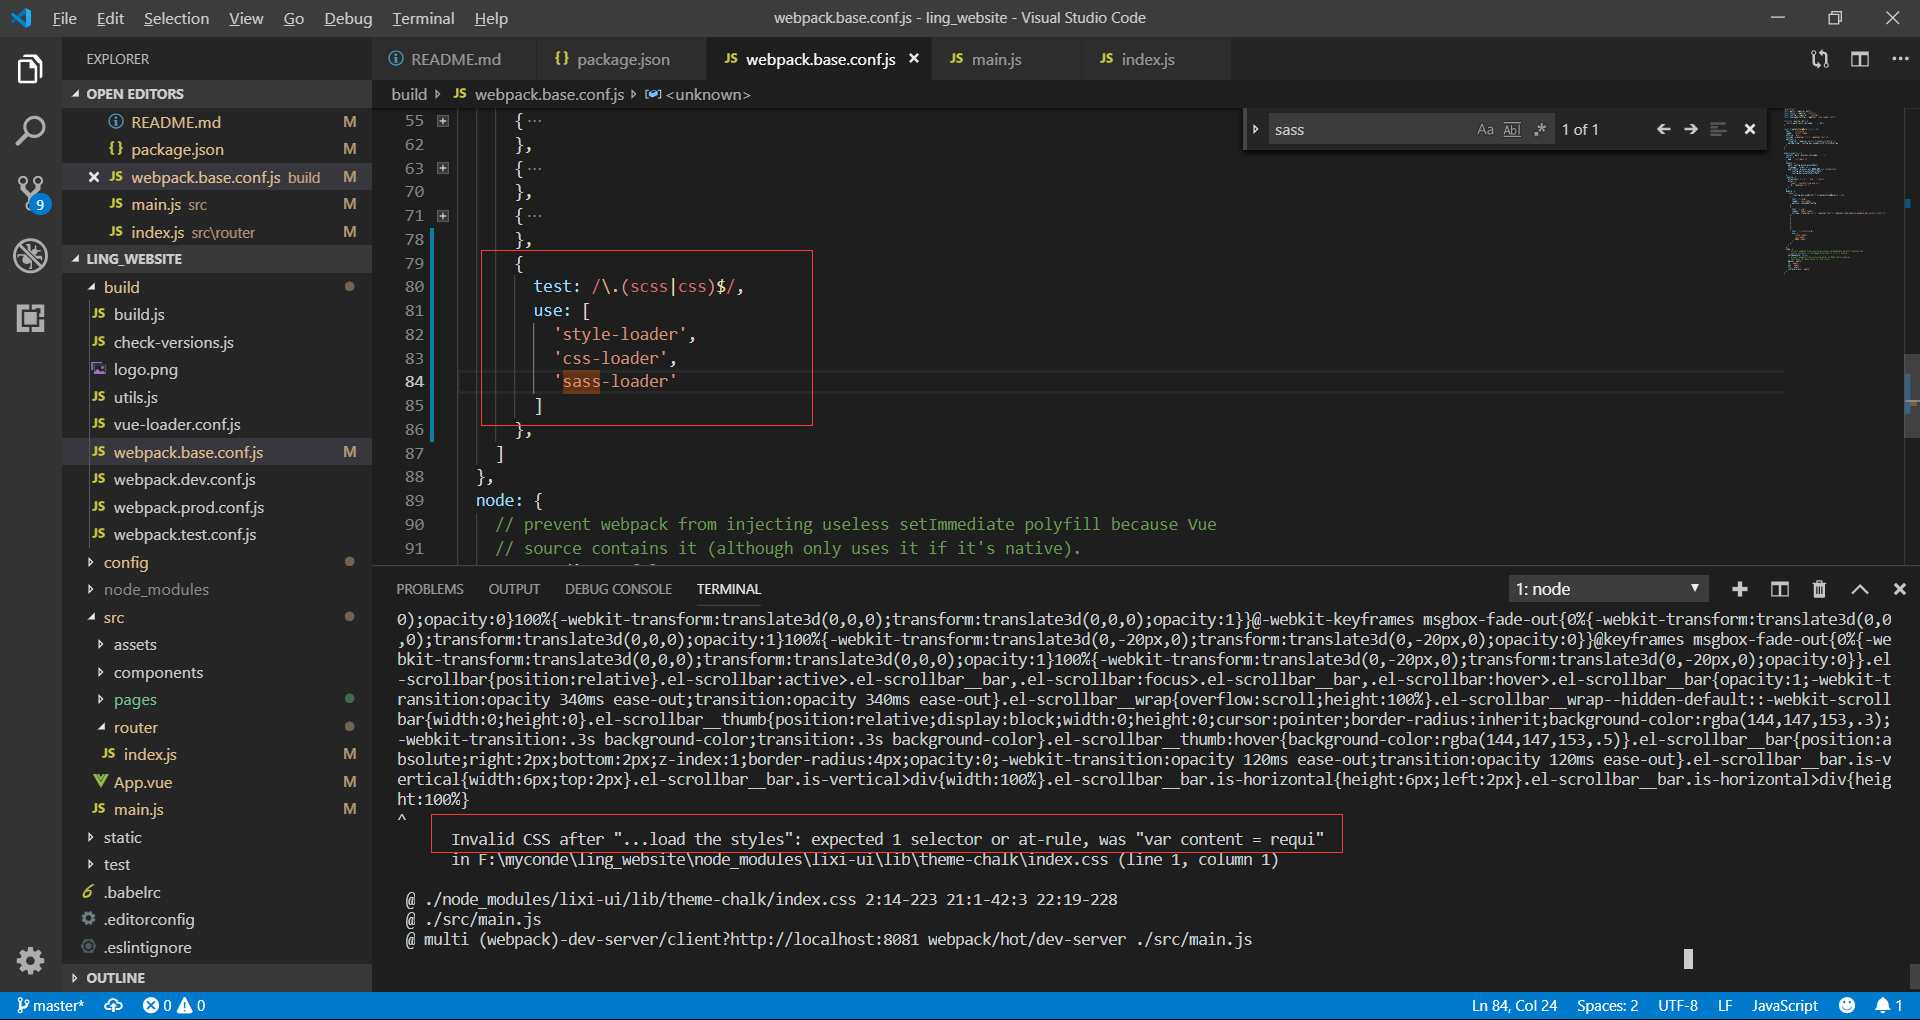 File Edit Selection View Go Debug Terminal Help
webpack.base.conf.js - ling_website - Visual Studio Code
EXPLORER
OPEN EDITORS
README.md M
{} package.json M
JS webpack.base.conf.js build M
JS main.js src M
JS index.js src\router M
LING_WEBSITE
build
JS build.js
JS check-versions.js
logo.png
JS utils.js
JS vue-loader.conf.js
JS webpack.base.conf.js M
JS webpack.dev.conf.js
JS webpack.prod.conf.js
JS webpack.test.conf.js
config
node_modules
src
assets
components
pages
router
JS index.js M
App.vue M
JS main.js M
static
test
.babelrc
.editorconfig
.eslintignore
OUTLINE
9
README.md
{} package.json
JS webpack.base.conf.js
JS main.js
JS index.js
build JS webpack.base.conf.js <unknown>
sass Aa Abl .* 1 of 1
55 { ...
62 },
63 { ...
70 },
71 { ...
78 },
79 {
80 test: /\.(scss|css)$/,
81 use: [
82 'style-loader',
83 'css-loader',
84 'sass-loader'
85 ]
86 },
87 ]
88 },
89 node: {
90 // prevent webpack from injecting useless setImmediate polyfill because Vue
91 // source contains it (although only uses it if it's native).
PROBLEMS OUTPUT DEBUG CONSOLE TERMINAL
1: node
0);opacity:0}100%{-webkit-transform:translate3d(0,0,0);transform:translate3d(0,0,0);opacity:1}}@-webkit-keyframes msgbox-fade-out{0%{-webkit-transform:translate3d(0,0
,0);transform:translate3d(0,0,0);opacity:1}100%{-webkit-transform:translate3d(0,-20px,0);transform:translate3d(0,-20px,0);opacity:0}}@keyframes msgbox-fade-out{0%{-we
bkit-transform:translate3d(0,0,0);transform:translate3d(0,0,0);opacity:1}100%{-webkit-transform:translate3d(0,-20px,0);transform:translate3d(0,-20px,0);opacity:0}}.el
-scrollbar{position:relative}.el-scrollbar:active>.el-scrollbar__bar,.el-scrollbar:focus>.el-scrollbar__bar,.el-scrollbar:hover>.el-scrollbar__bar{opacity:1;-webkit-t
ransition:opacity 340ms ease-out;transition:opacity 340ms ease-out}.el-scrollbar__wrap{overflow:scroll;height:100%}.el-scrollbar__wrap--hidden-default::-webkit-scroll
bar{width:0;height:0}.el-scrollbar__thumb{position:relative;display:block;width:0;height:0;cursor:pointer;border-radius:inherit;background-color:rgba(144,147,153,.3);
-webkit-transition:.3s background-color;transition:.3s background-color}.el-scrollbar__thumb:hover{background-color:rgba(144,147,153,.5)}.el-scrollbar__bar{position:a
bsolute;right:2px;bottom:2px;z-index:1;border-radius:4px;opacity:0;-webkit-transition:opacity 120ms ease-out;transition:opacity 120ms ease-out}.el-scrollbar__bar.is-v
ertical{width:6px;top:2px}.el-scrollbar__bar.is-vertical>div{width:100%}.el-scrollbar__bar.is-horizontal{height:6px;left:2px}.el-scrollbar__bar.is-horizontal>div{heig
ht:100%}
^
Invalid CSS after "...load the styles": expected 1 selector or at-rule, was "var content = requi"
in F:\myconde\ling_website\node_modules\lixi-ui\lib\theme-chalk\index.css (line 1, column 1)
@ ./node_modules/lixi-ui/lib/theme-chalk/index.css 2:14-223 21:1-42:3 22:19-228
@ ./src/main.js
@ multi (webpack)-dev-server/client?http://localhost:8081 webpack/hot/dev-server ./src/main.js
master* 0 0
Ln 84, Col 24 Spaces: 2 UTF-8 LF JavaScript 1